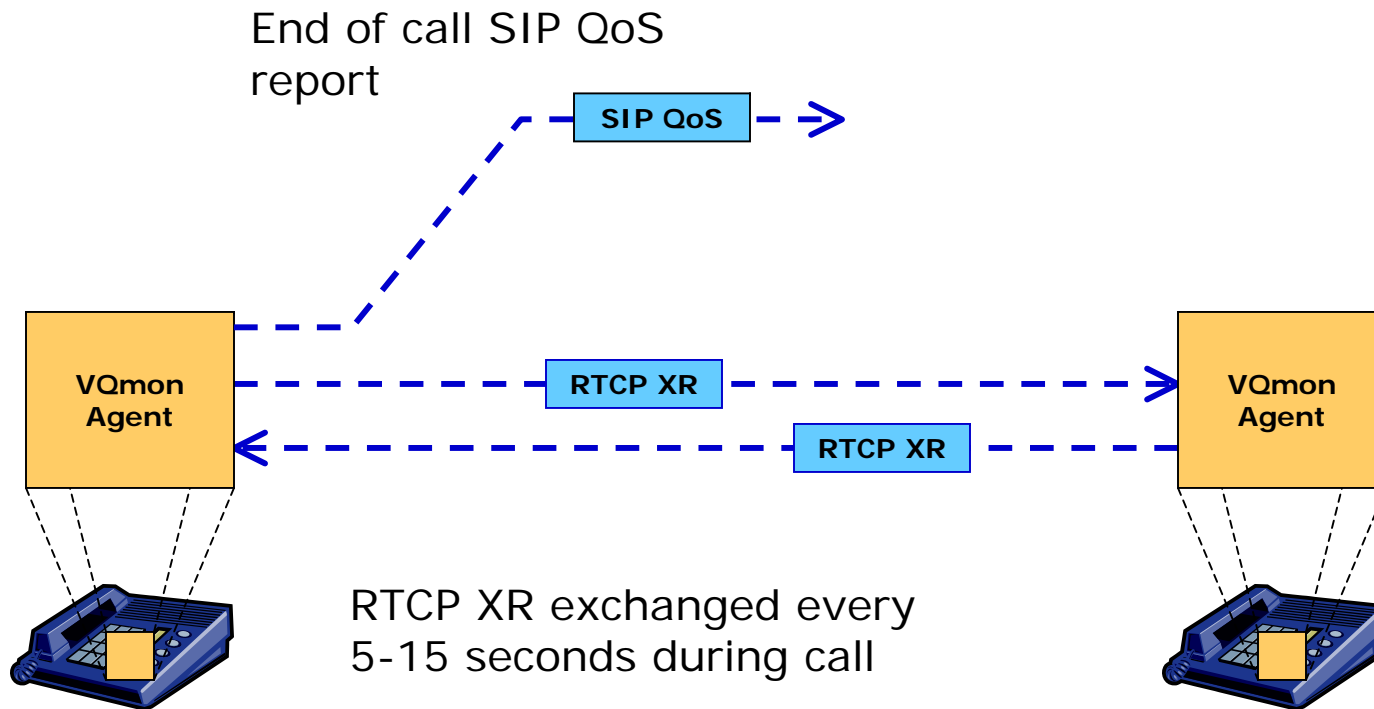 End of call SIP QoS
report
SIP QoS
VQmon
Agent
RTCP XR
VQmon
Agent
RTCP XR
RTCP XR exchanged every
5-15 seconds during call